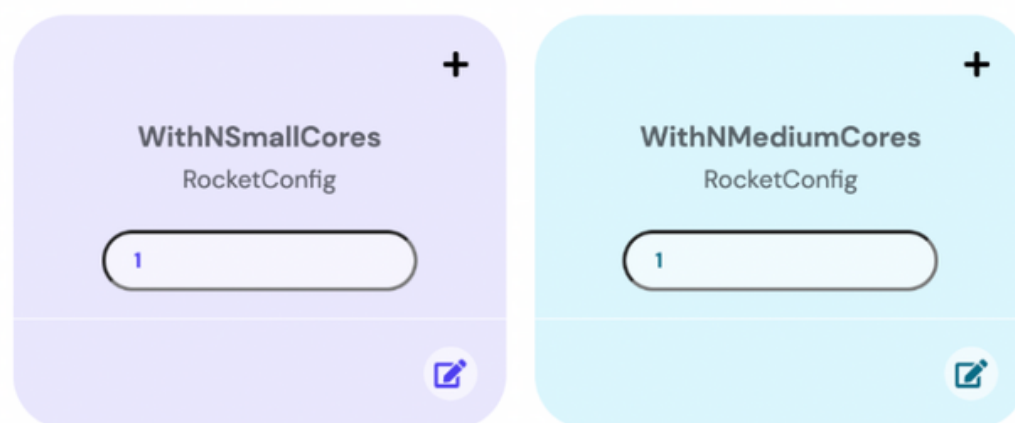 WithNSmallCores
RocketConfig
1
WithNMediumCores
RocketConfig
1